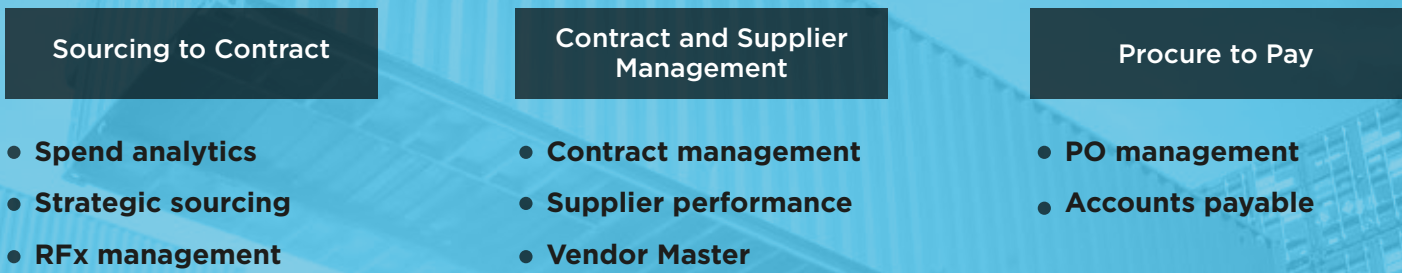 Sourcing to Contract
Spend analytics
Strategic sourcing
RFx management
Contract and Supplier
Management
Contract management
Supplier performance
Vendor Master
Procure to Pay
PO management
Accounts payable